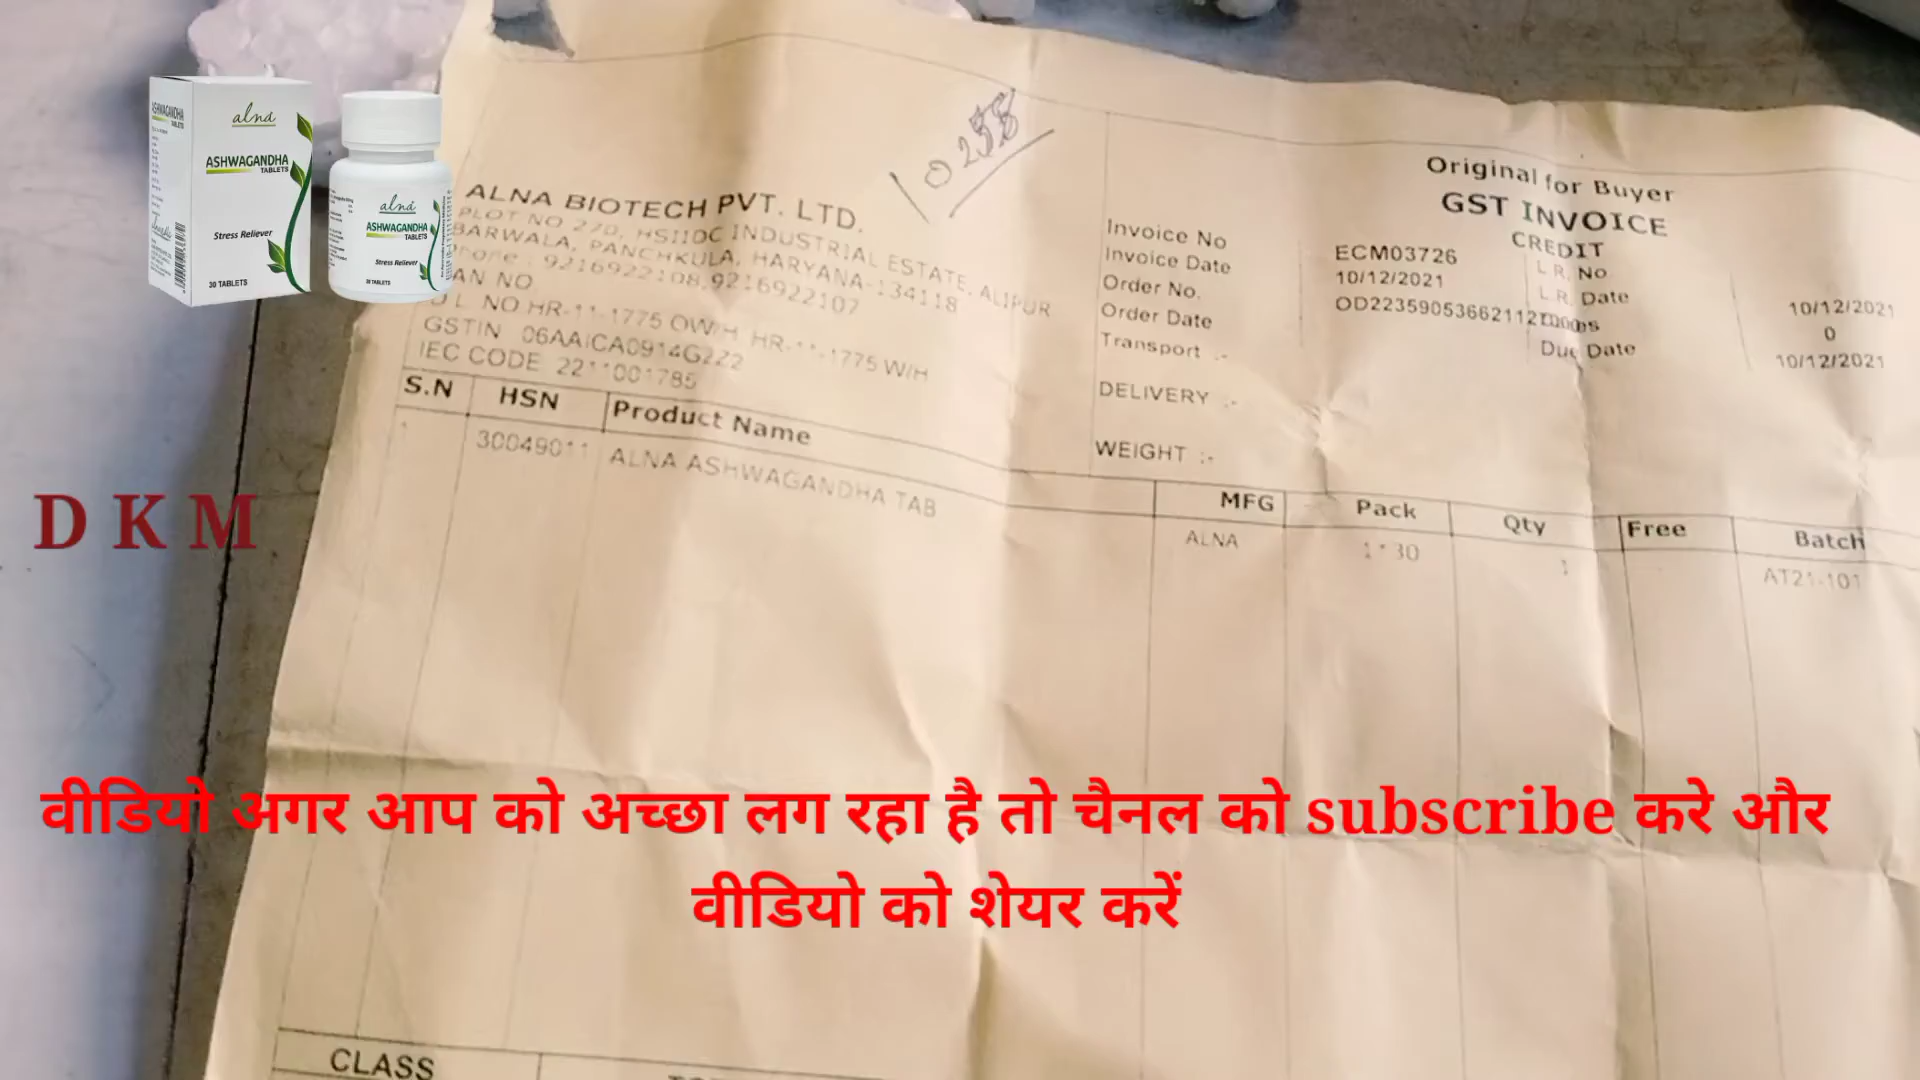 alna
ASHWAGANDHA
TABLETS
Stress Reliever
30 TABLETS
alna
ASHWAGANDHA
TABLETS
Stress Reliever
30 TABLETS
10258
ALNA BIOTECH PVT. LTD.
PLOT NO 270, HSIIDC INDUSTRIAL ESTATE, ALIPUR
BARWALA, PANCHKULA, HARYANA-134118
Phone : 9216922108,9216922107
PAN NO
D L NO HR-11-1775 OW/H, HR-11-1775 W/H
GSTIN 06AAICA0914G2Z2
IEC CODE 2211001785
Original for Buyer
GST INVOICE
CREDIT
Invoice No ECM03726 L.R. No
Invoice Date 10/12/2021 L.R. Date 10/12/2021
Order No. OD22359053662112 0
Order Date Due Date 10/12/2021
Transport :-
DELIVERY :-
WEIGHT :-
S.N HSN Product Name MFG Pack Qty Free Batch
30049011 ALNA ASHWAGANDHA TAB ALNA 1*30 1 AT21-101
D K M
वीडियो अगर आप को अच्छा लग रहा है तो चैनल को subscribe करे और
वीडियो को शेयर करें
CLASS